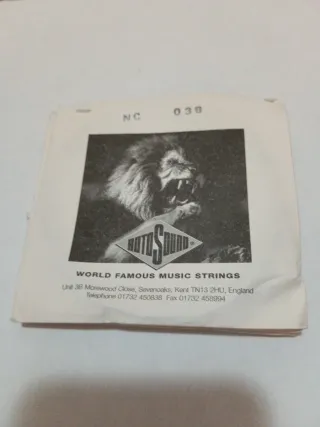 NC 038
ROTOSOUND
WORLD FAMOUS MUSIC STRINGS
Unit 3B Morewood Close, Sevenoaks, Kent TN13 2HU, England
Telephone 01732 450838 Fax 01732 458994